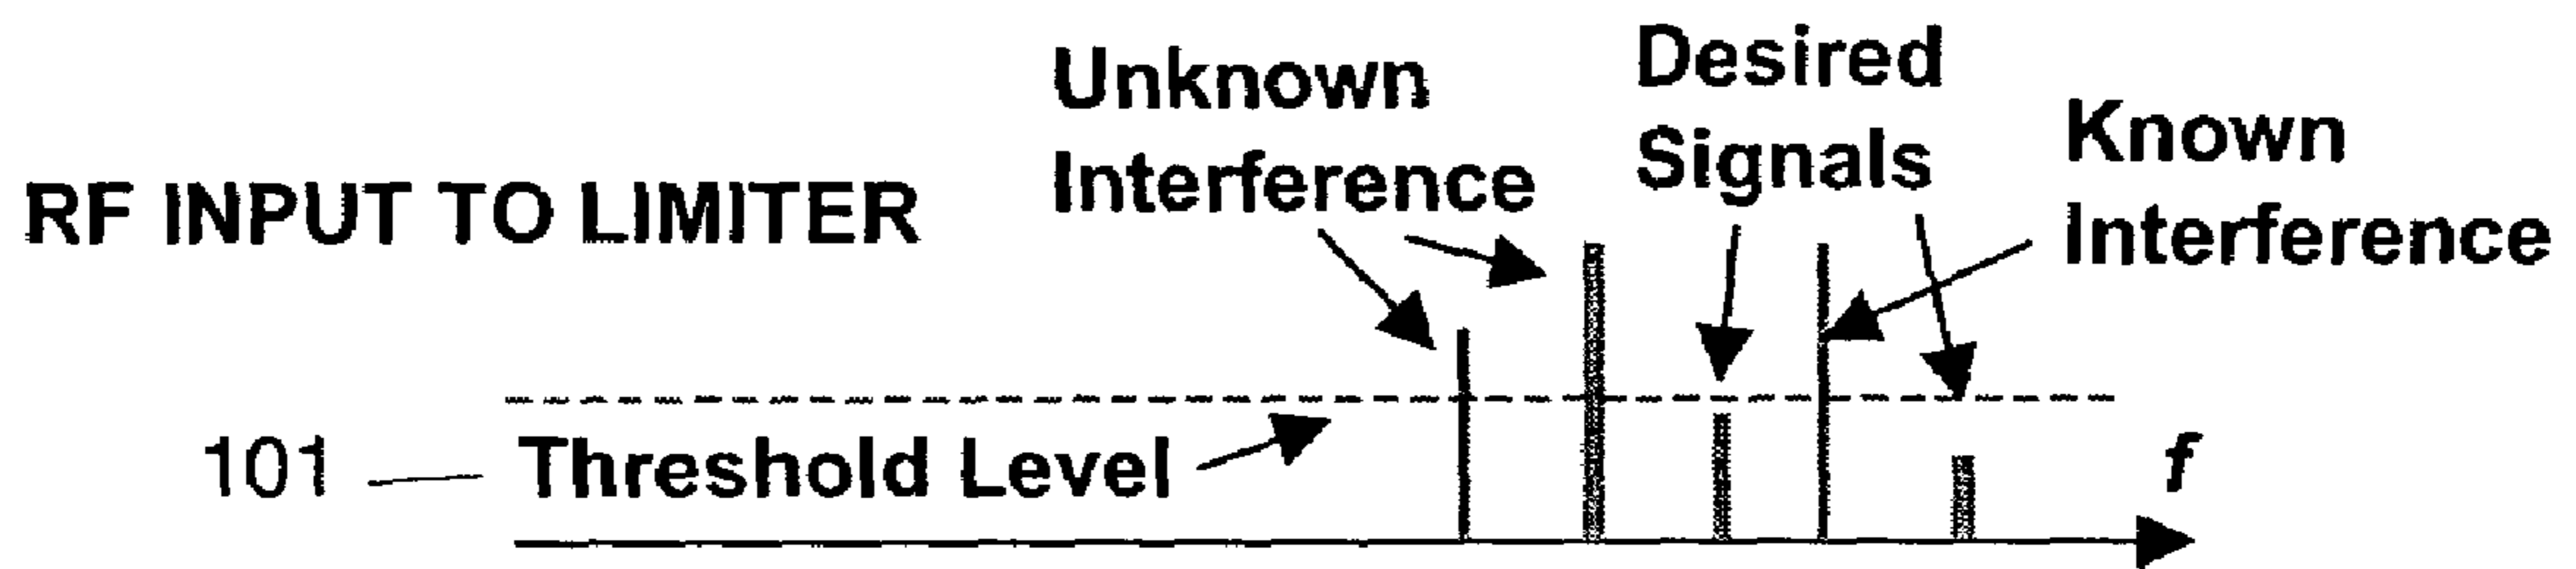 RF INPUT TO LIMITER
Unknown
Interference
Desired
Signals
Known
Interference
101
Threshold Level
f